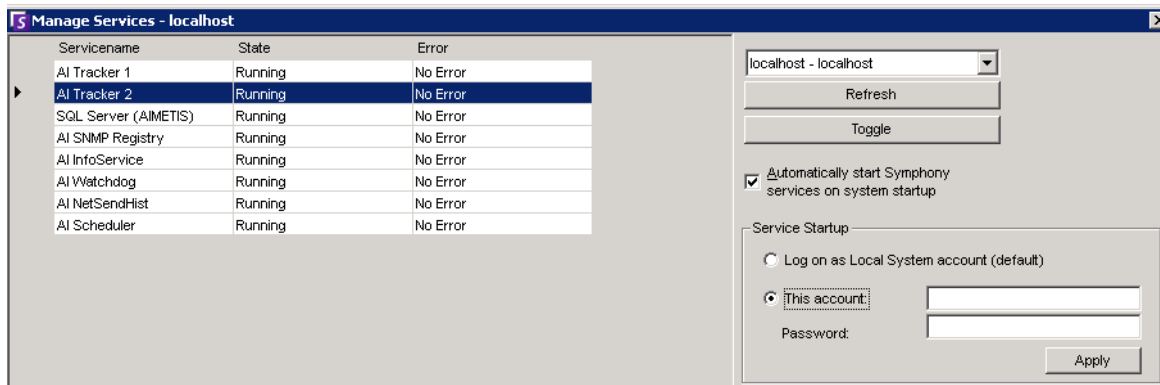 Manage Services - localhost
Servicename State Error
AI Tracker 1 Running No Error
AI Tracker 2 Running No Error
SQL Server (AIMETIS) Running No Error
AI SNMP Registry Running No Error
AI InfoService Running No Error
AI Watchdog Running No Error
AI NetSendHist Running No Error
AI Scheduler Running No Error
localhost - localhost
Refresh
Toggle
Automatically start Symphony
services on system startup
Service Startup
Log on as Local System account (default)
This account:
Password:
Apply